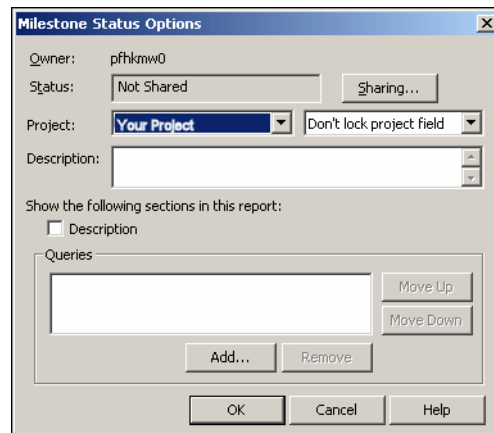 Milestone Status Options
Owner: pfhkmw0
Status: Not Shared Sharing...
Project: Your Project Don't lock project field
Description:
Show the following sections in this report:
Description
Queries
Move Up
Move Down
Add... Remove
OK Cancel Help